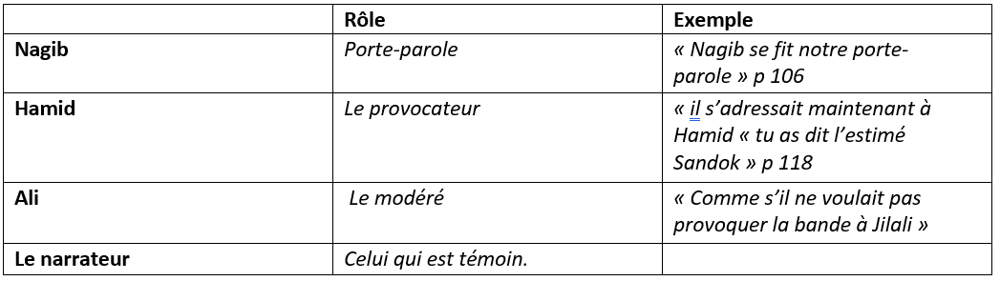 Rôle Exemple
Nagib Porte-parole « Nagib se fit notre porte-
parole » p 106
Hamid Le provocateur « il s’adressait maintenant à
Hamid « tu as dit l’estimé
Sandok » p 118
Ali Le modéré « Comme s’il ne voulait pas
provoquer la bande à Jilali »
Le narrateur Celui qui est témoin.